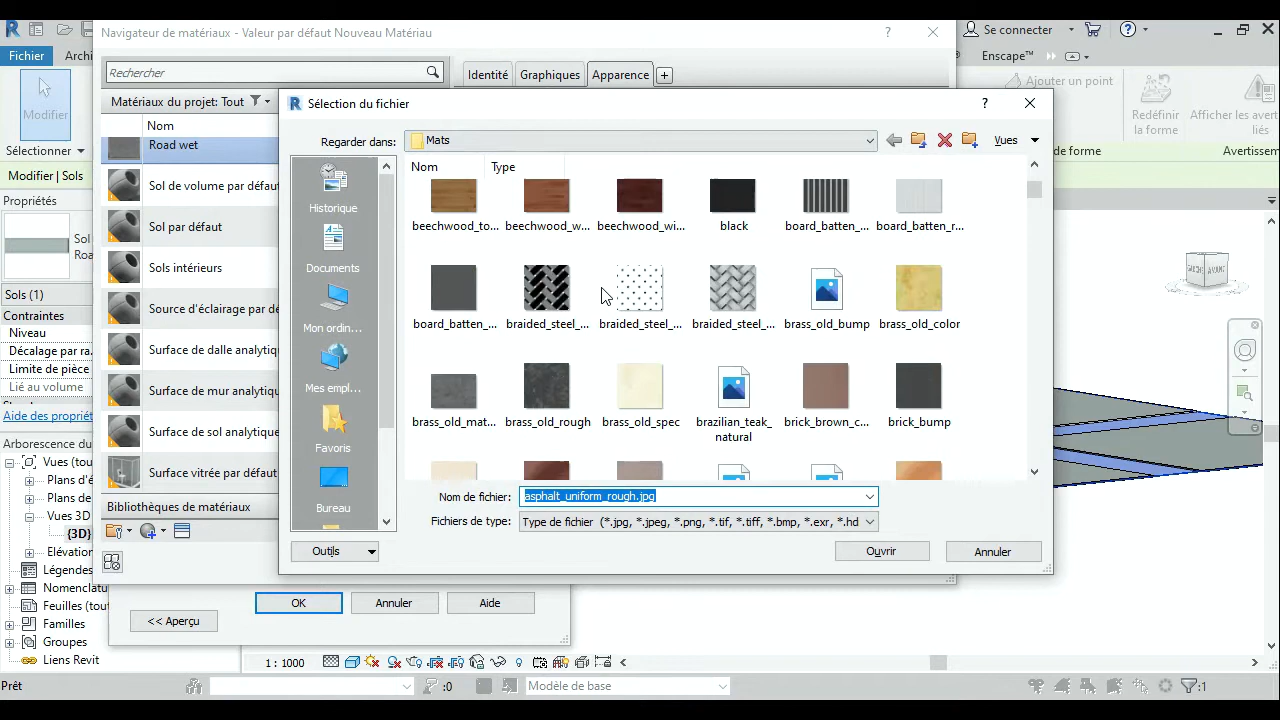 Navigateur de matériaux - Valeur par défaut Nouveau Matériau
?
Se connecter
Fichier
Archi
Enscape™
Rechercher
Identité
Graphiques
Apparence
Ajouter un point
Modifier
Matériaux du projet: Tout
Sélection du fichier
?
Redéfinir
la forme
Afficher les avert
liés
Sélectionner
Nom
Regarder dans:
Mats
Vues
de forme
Avertissem
Road wet
Nom
Type
Modifier | Sols
Sol de volume par défau
Historique
beechwood_to...
beechwood_w...
beechwood_wi...
black
board_batten_...
board_batten_r...
Propriétés
Sol par défaut
Sol
Roa
Documents
Sols intérieurs
Sols (1)
Source d'éclairage par de
Mon ordin...
board_batten_...
braided_steel_...
braided_steel_...
braided_steel_...
brass_old_bump
brass_old_color
Contraintes
Niveau
Décalage par ra...
Surface de dalle analytiq
Limite de pièce
Lié au volume
Surface de mur analytiqu
Mes empl...
Aide des propriét
Surface de sol analytiqu
brass_old_mat...
brass_old_rough
brass_old_spec
brazilian_teak_
natural
brick_brown_c...
brick_bump
Arborescence du
Favoris
Vues (tou
Surface vitrée par défaut
Plans d'é
Plans d
Nom de fichier:
asphalt_uniform_rough.jpg
Bibliothèques de matériaux
Bureau
Vues 3D
Fichiers de type:
Type de fichier (*.jpg, *.jpeg, *.png, *.tif, *.tiff, *.bmp, *.exr, *.hd
{3D}
Elévation
Outils
Ouvrir
Annuler
Légendes
Nomenclatu
Feuilles (tout
OK
Annuler
Aide
Familles
<< Aperçu
Groupes
Liens Revit
1 : 1000
Prêt
:0
Modèle de base
:1